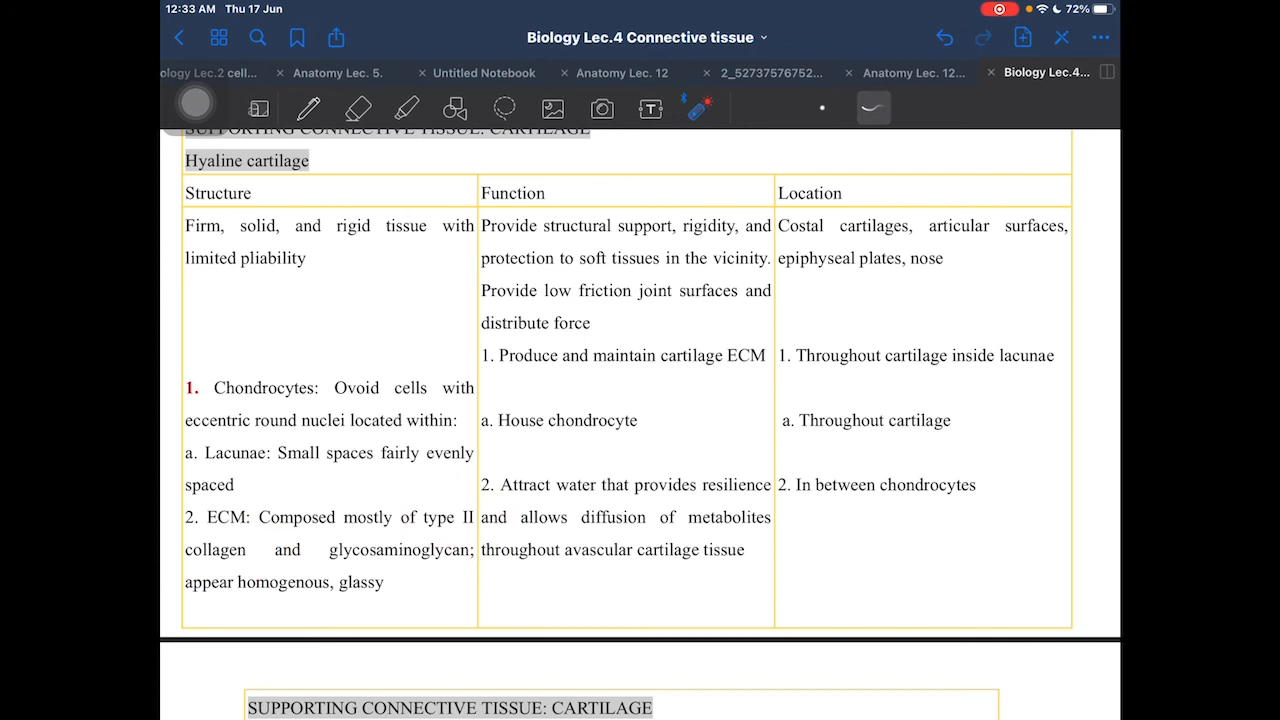 12:33 AM Thu 17 Jun
72%
Biology Lec.4 Connective tissue
ology Lec.2 cell...
Anatomy Lec. 5.
Untitled Notebook
Anatomy Lec. 12
2_52737576752...
Anatomy Lec. 12...
Biology Lec.4...
SUPPORTING CONNECTIVE TISSUE: CARTILAGE
Hyaline cartilage
Structure
Function
Location
Firm, solid, and rigid tissue with
limited pliability
Provide structural support, rigidity, and
protection to soft tissues in the vicinity.
Provide low friction joint surfaces and
distribute force
Costal cartilages, articular surfaces,
epiphyseal plates, nose
1. Chondrocytes: Ovoid cells with
eccentric round nuclei located within:
a. Lacunae: Small spaces fairly evenly
spaced
2. ECM: Composed mostly of type II
collagen and glycosaminoglycan;
appear homogenous, glassy
1. Produce and maintain cartilage ECM
a. House chondrocyte
2. Attract water that provides resilience
and allows diffusion of metabolites
throughout avascular cartilage tissue
1. Throughout cartilage inside lacunae
a. Throughout cartilage
2. In between chondrocytes
SUPPORTING CONNECTIVE TISSUE: CARTILAGE